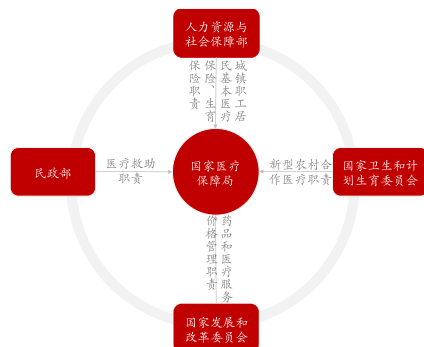 人力资源与
社会保障部
城镇职工居
民基本医疗
保险、生育
保险职责
民政部
医疗救助
职责
国家医疗
保障局
新型农村合
作医疗职责
国家卫生和计
划生育委员会
药品和医疗服务
价格管理职责
国家发展和
改革委员会